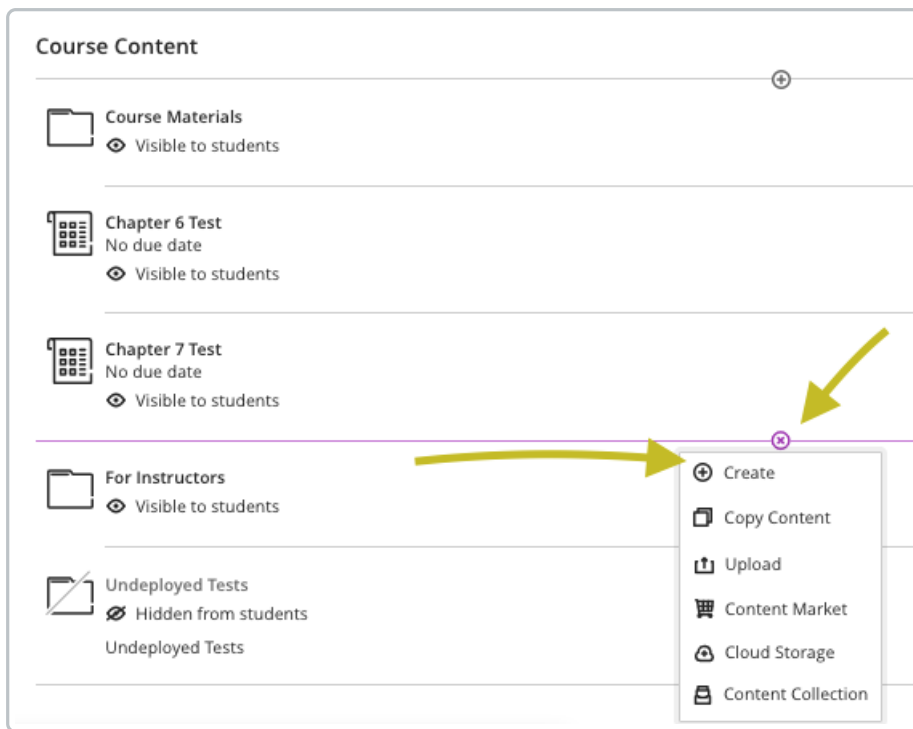 Course Content
Course Materials
Visible to students
Chapter 6 Test
No due date
Visible to students
Chapter 7 Test
No due date
Visible to students
For Instructors
Visible to students
Undeployed Tests
Hidden from students
Undeployed Tests
Create
Copy Content
Upload
Content Market
Cloud Storage
Content Collection